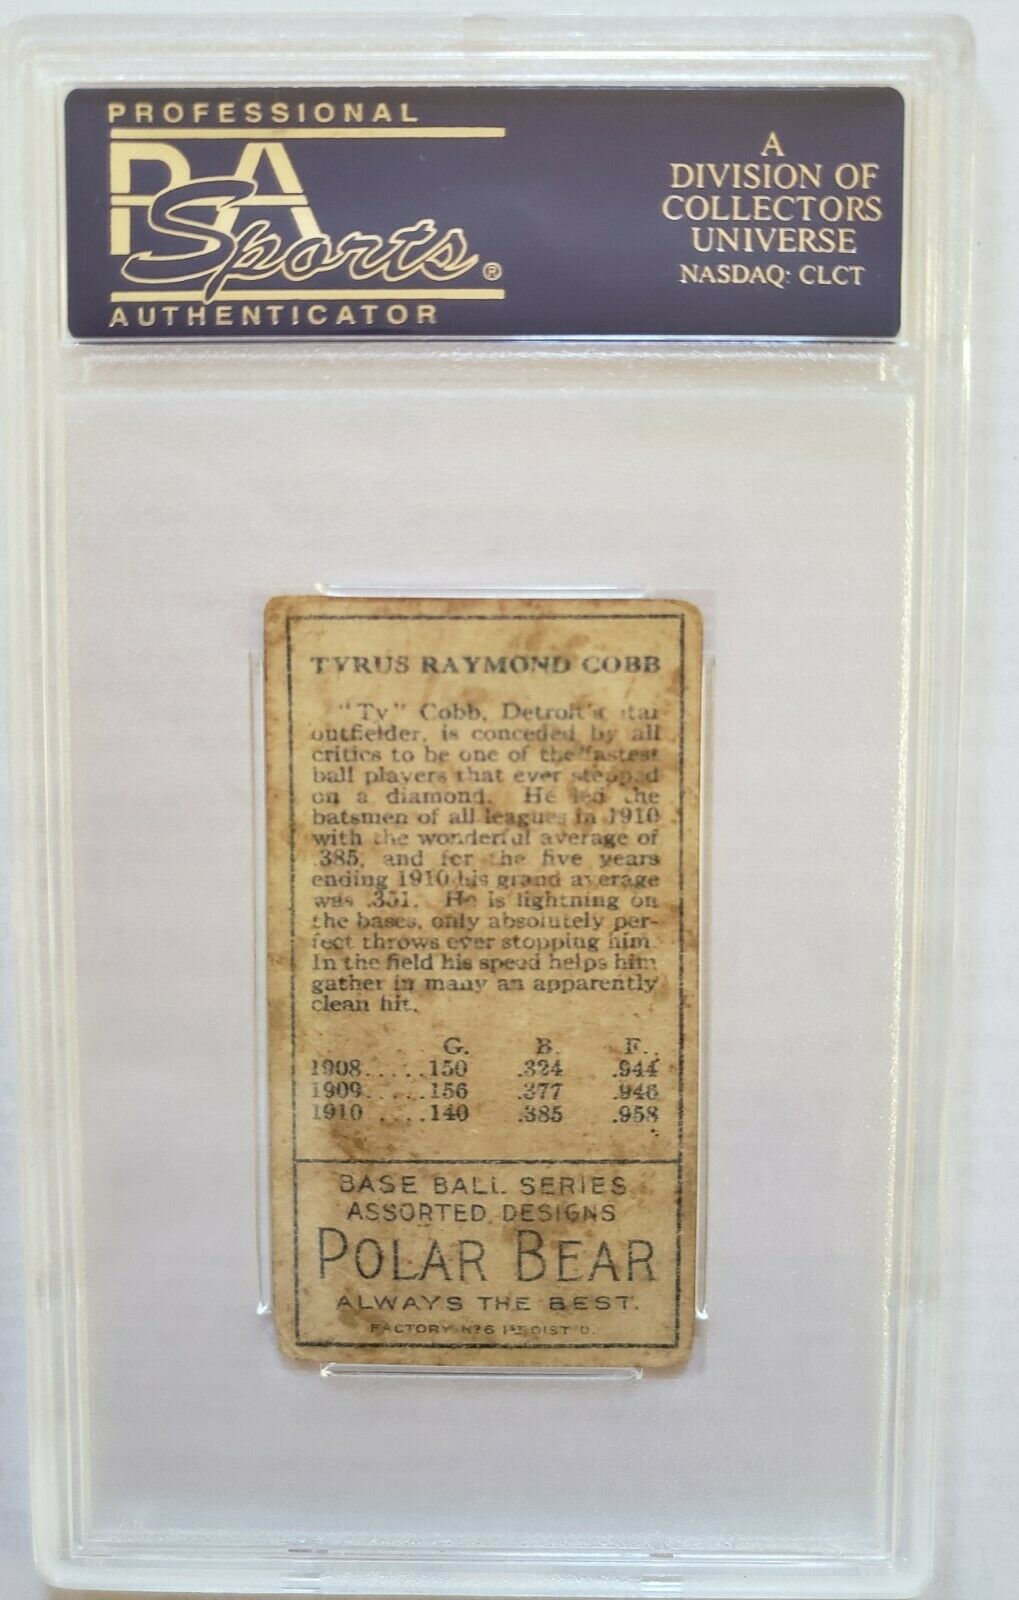 PROFESSIONAL
PSA
Sports®
AUTHENTICATOR
A
DIVISION OF
COLLECTORS
UNIVERSE
NASDAQ: CLCT
TYRUS RAYMOND COBB
"Ty" Cobb, Detroit's star
outfielder, is conceded by all
critics to be one of the fastest
ball players that ever stepped
on a diamond. He led the
batsmen of all leagues in 1910
with the wonderful average of
.385, and for the five years
ending 1910 his grand average
was .351. He is lightning on
the bases, only absolutely per-
fect throws ever stopping him.
In the field his speed helps him
gather in many an apparently
clean hit.
G. B. F.
1908.....150 .324 .944
1909.....156 .377 .946
1910.....140 .385 .958
BASE BALL SERIES
ASSORTED DESIGNS
POLAR BEAR
ALWAYS THE BEST.
FACTORY Nº 6 1ST DIST O.